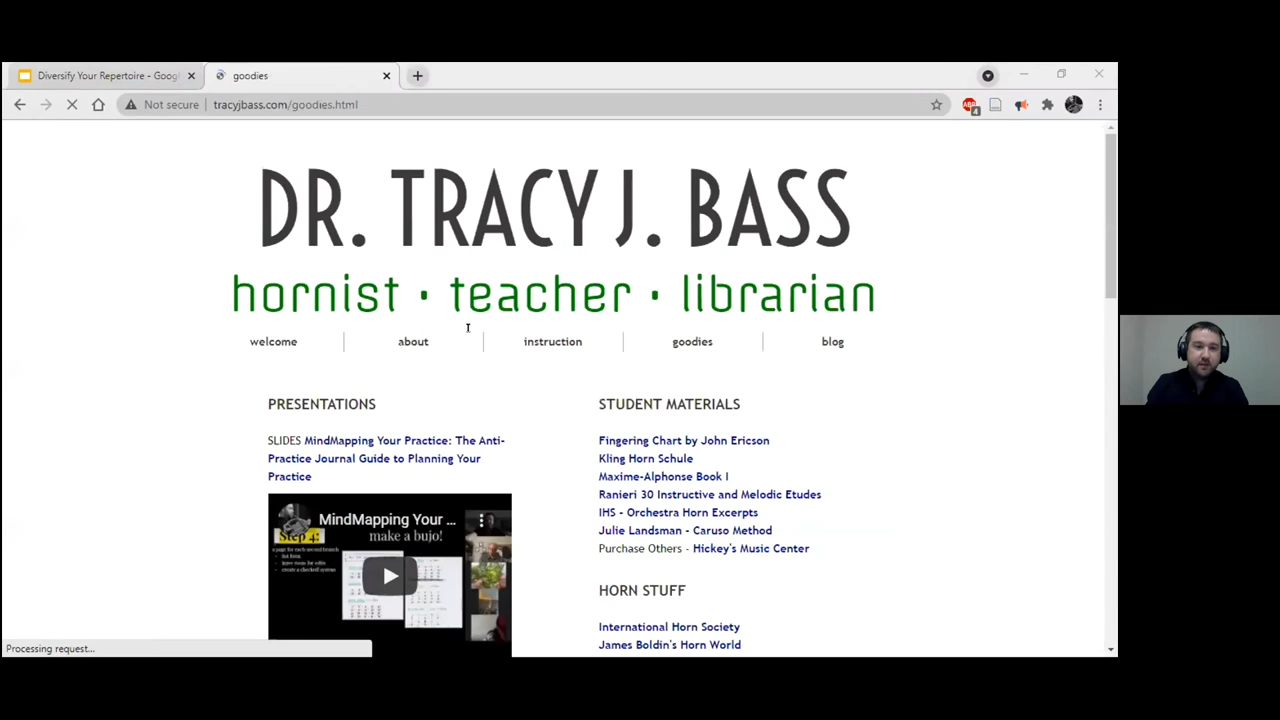 Diversify Your Repertoire - Goog
goodies
Not secure
tracyjbass.com/goodies.html
ABP
4
DR. TRACY J. BASS
hornist · teacher · librarian
welcome
about
instruction
goodies
blog
PRESENTATIONS
SLIDES MindMapping Your Practice: The Anti-
Practice Journal Guide to Planning Your
Practice
MindMapping Your ...
Step 4:
make a bujo!
STUDENT MATERIALS
Fingering Chart by John Ericson
Kling Horn Schule
Maxime-Alphonse Book I
Ranieri 30 Instructive and Melodic Etudes
IHS - Orchestra Horn Excerpts
Julie Landsman - Caruso Method
Purchase Others - Hickey's Music Center
HORN STUFF
International Horn Society
James Boldin's Horn World
Processing request...